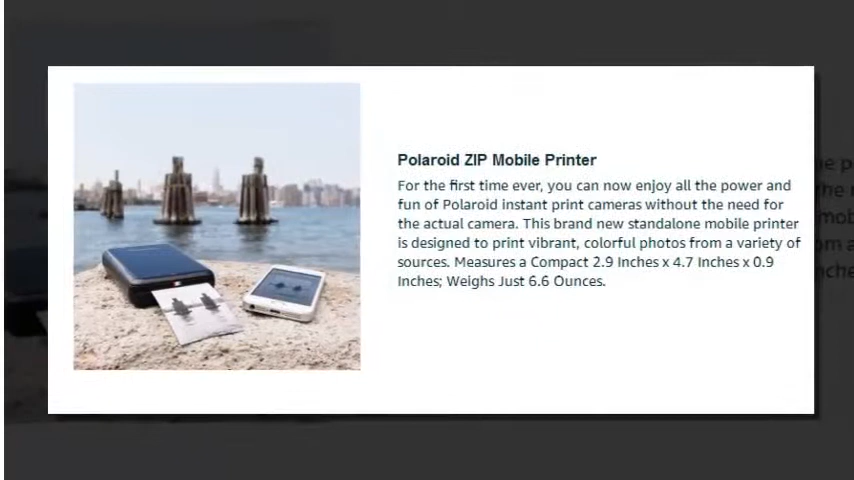 Polaroid ZIP Mobile Printer
For the first time ever, you can now enjoy all the power and
fun of Polaroid instant print cameras without the need for
the actual camera. This brand new standalone mobile printer
is designed to print vibrant, colorful photos from a variety of
sources. Measures a Compact 2.9 Inches x 4.7 Inches x 0.9
Inches; Weighs Just 6.6 Ounces.